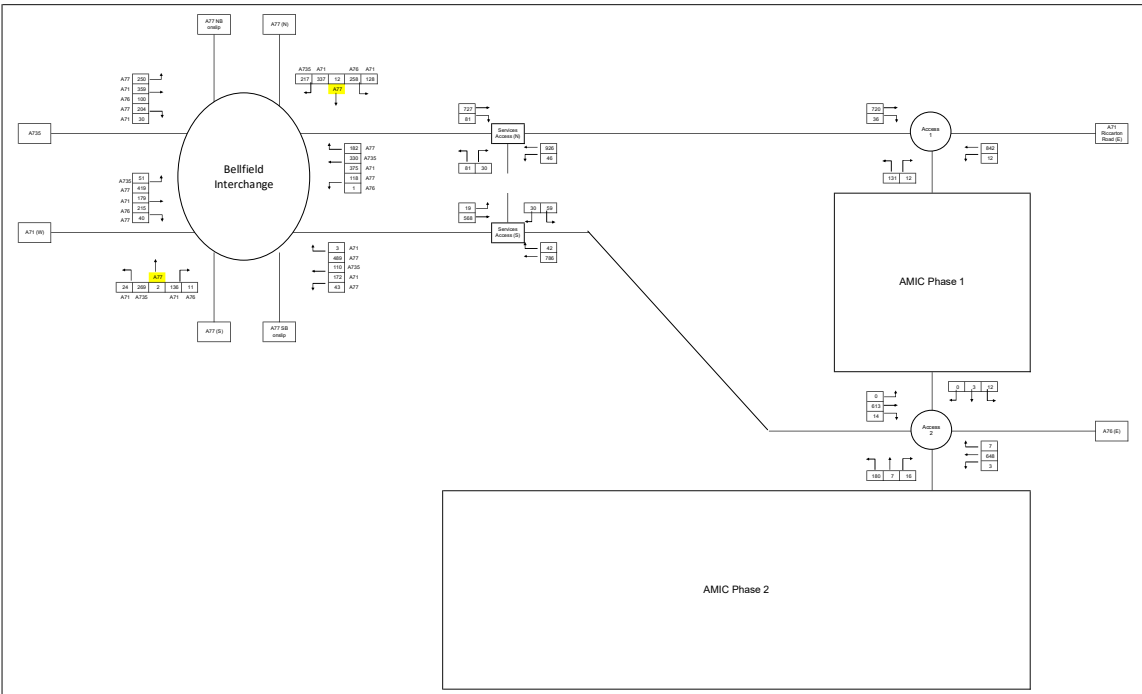 A77 NB
onslip
A77 (N)
A735 A71 A76 A71
217 337 12 258 128
A77
A77 250
A71 359
A76 100
A77 204
A71 30
A735
Bellfield
Interchange
182 A77
330 A735
375 A71
118 A77
1 A76
727
81
Services
Access (N)
926
46
81 30
720
36
Access
1
A71
Riccarton
Road (E)
842
12
131 12
A735 51
A77 419
A71 179
A76 215
A77 40
A71 (W)
19
568
30 59
Services
Access (S)
42
786
3 A71
489 A77
110 A735
172 A71
43 A77
A77
24 269 2 136 11
A71 A735 A71 A76
A77 (S)
A77 SB
onslip
AMIC Phase 1
0 3 12
0
613
14
Access
2
A76 (E)
7
648
3
180 7 16
AMIC Phase 2